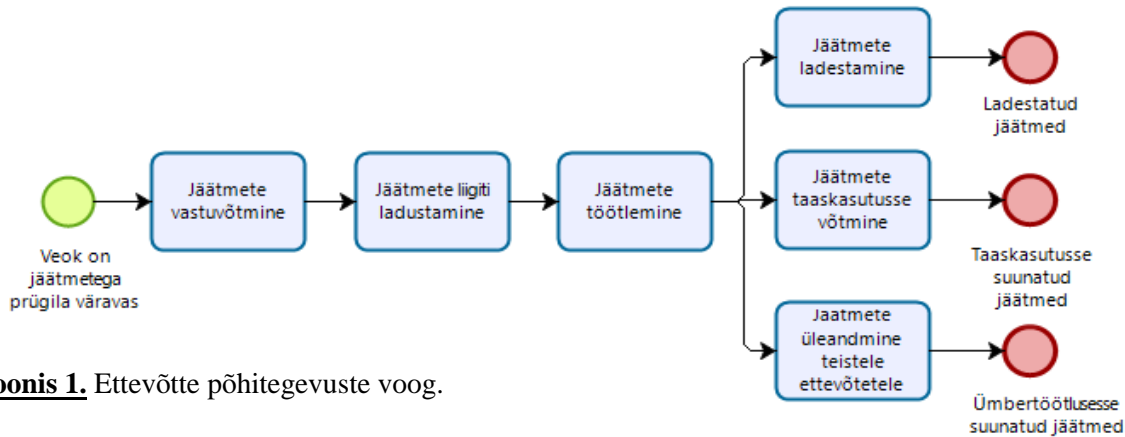 Jäätmete
ladestamine
Ladestatud
jäätmed
Jäätmete
vastuvõtmine
Jäätmete liigiti
ladustamine
Jäätmete
töötlemine
Jäätmete
taaskasutusse
võtmine
Veok on
jäätmetega
prügila väravas
Taaskasutusse
suunatud
jäätmed
Jaatmete
üleandmine
teistele
ettevõtetele
oonis 1. Ettevõtte põhitegevuste voog.
Ümbertöötlusesse
suunatud jäätmed